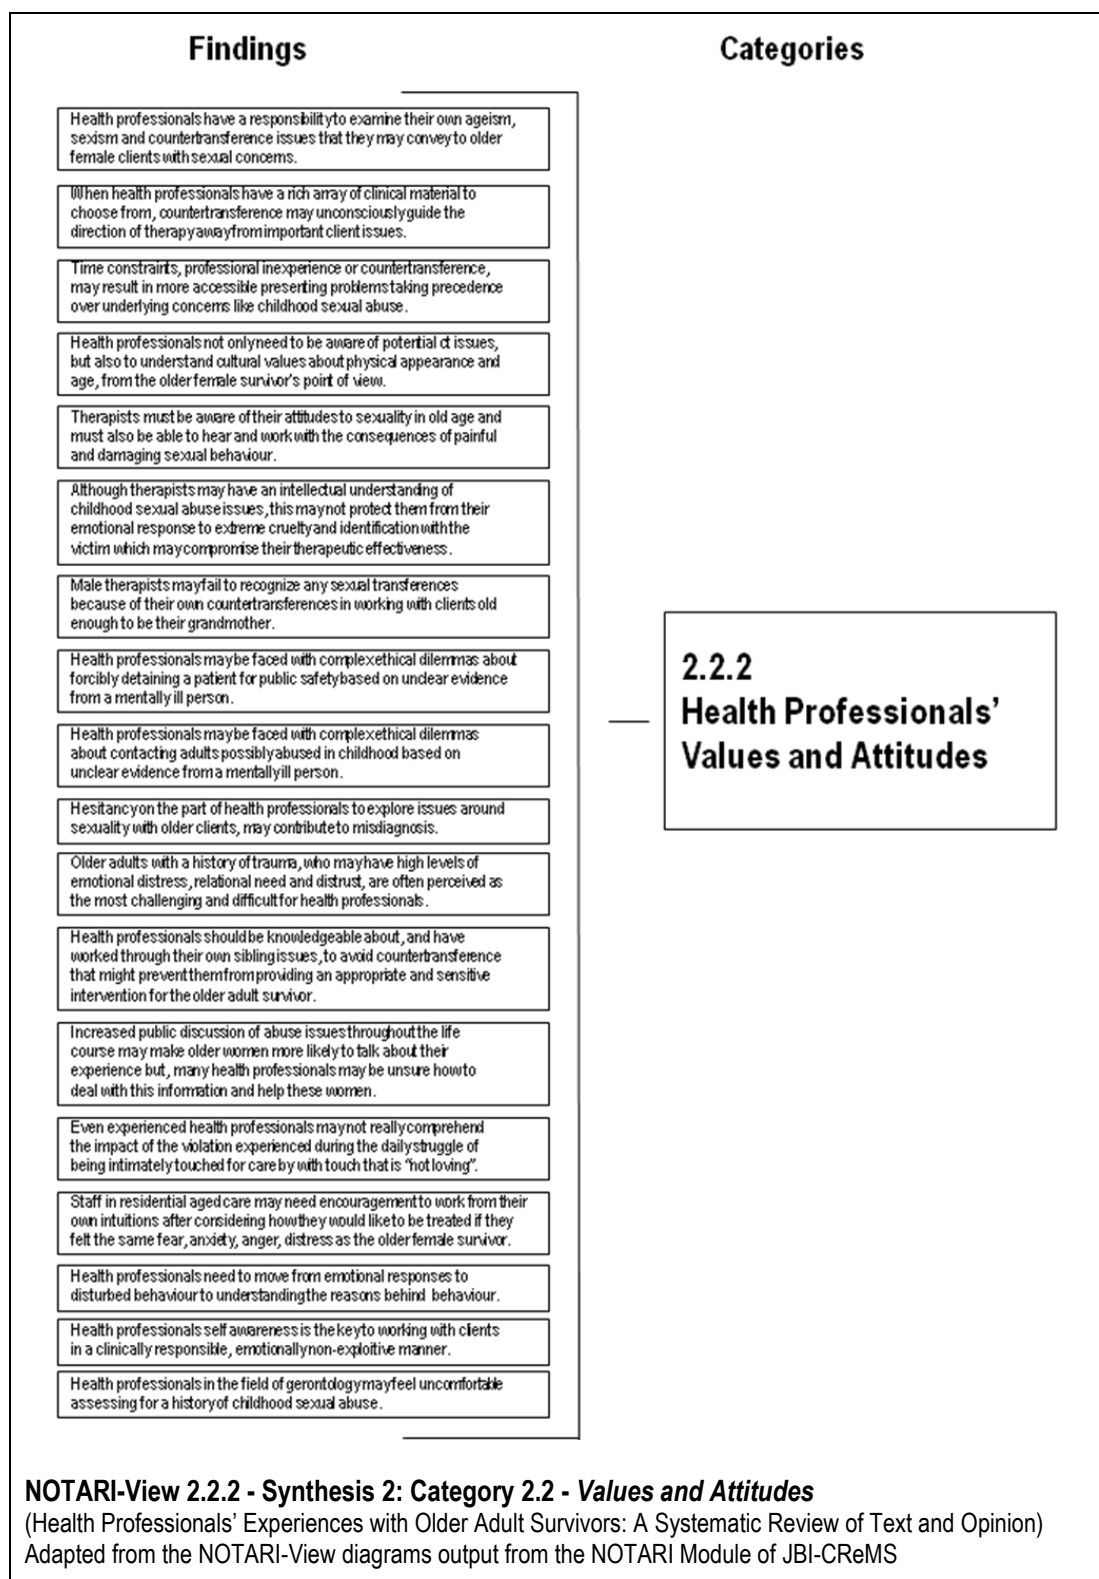 Findings
Categories
Health professionals have a responsibility to examine their own ageism,
sexism and countertransference issues that they may convey to older
female clients with sexual concerns.
When health professionals have a rich array of clinical material to
choose from, countertransference may unconsciously guide the
direction of therapy away from important client issues.
Time constraints, professional inexperience or countertransference,
may result in more accessible presenting problems taking precedence
over underlying concerns like childhood sexual abuse.
Health professionals not only need to be aware of potential ct issues,
but also to understand cultural values about physical appearance and
age, from the older female survivor's point of view.
Therapists must be aware of their attitudes to sexuality in old age and
must also be able to hear and work with the consequences of painful
and damaging sexual behaviour.
Although therapists may have an intellectual understanding of
childhood sexual abuse issues, this may not protect them from their
emotional response to extreme cruelty and identification with the
victim which may compromise their therapeutic effectiveness.
Male therapists may fail to recognize any sexual transferences
because of their own countertransferences in working with clients old
enough to be their grandmother.
Health professionals may be faced with complex ethical dilemmas about
forcibly detaining a patient for public safety based on unclear evidence
from a mentally ill person.
Health professionals may be faced with complex ethical dilemmas
about contacting adults possibly abused in childhood based on
unclear evidence from a mentally ill person.
Hesitancy on the part of health professionals to explore issues around
sexuality with older clients, may contribute to misdiagnosis.
Older adults with a history of trauma, who may have high levels of
emotional distress, relational need and distrust, are often perceived as
the most challenging and difficult for health professionals.
Health professionals should be knowledgeable about, and have
worked through their own sibling issues, to avoid countertransference
that might prevent them from providing an appropriate and sensitive
intervention for the older adult survivor.
Increased public discussion of abuse issues throughout the life
course may make older women more likely to talk about their
experience but, many health professionals may be unsure how to
deal with this information and help these women.
Even experienced health professionals may not really comprehend
the impact of the violation experienced during the daily struggle of
being intimately touched for care by with touch that is “not loving”.
Staff in residential aged care may need encouragement to work from their
own intuitions after considering how they would like to be treated if they
felt the same fear, anxiety, anger, distress as the older female survivor.
Health professionals need to move from emotional responses to
disturbed behaviour to understanding the reasons behind behaviour.
Health professionals self awareness is the key to working with clients
in a clinically responsible, emotionally non-exploitive manner.
Health professionals in the field of gerontology may feel uncomfortable
assessing for a history of childhood sexual abuse.
2.2.2
Health Professionals’
Values and Attitudes
NOTARI-View 2.2.2 - Synthesis 2: Category 2.2 - Values and Attitudes
(Health Professionals’ Experiences with Older Adult Survivors: A Systematic Review of Text and Opinion)
Adapted from the NOTARI-View diagrams output from the NOTARI Module of JBI-CReMS